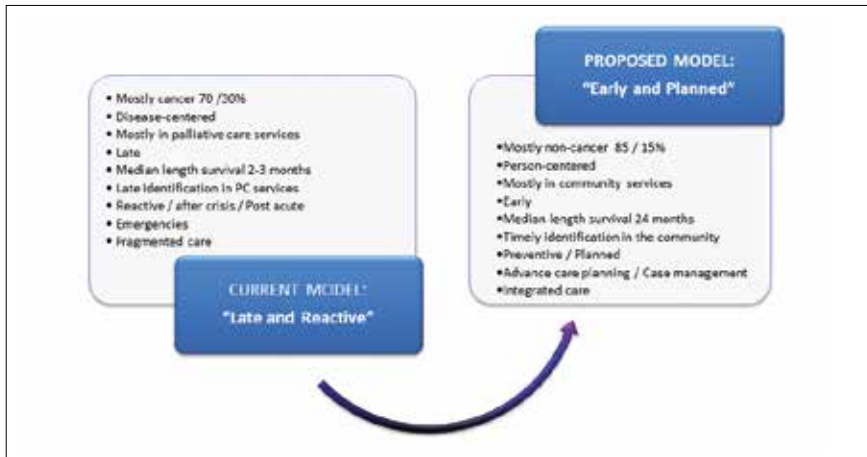 • Mostly cancer 70 /30%
• Disease-centered
• Mostly in palliative care services
• Late
• Median length survival 2-3 months
• Late identification in PC services
• Reactive / after crisis / Post acute
• Emergencies
• Fragmented care
CURRENT MODEL:
"Late and Reactive"
PROPOSED MODEL:
"Early and Planned"
•Mostly non-cancer 85 / 15%
•Person-centered
•Mostly in community services
•Early
•Median length survival 24 months
•Timely identification in the community
•Preventive / Planned
•Advance care planning / Case management
•Integrated care